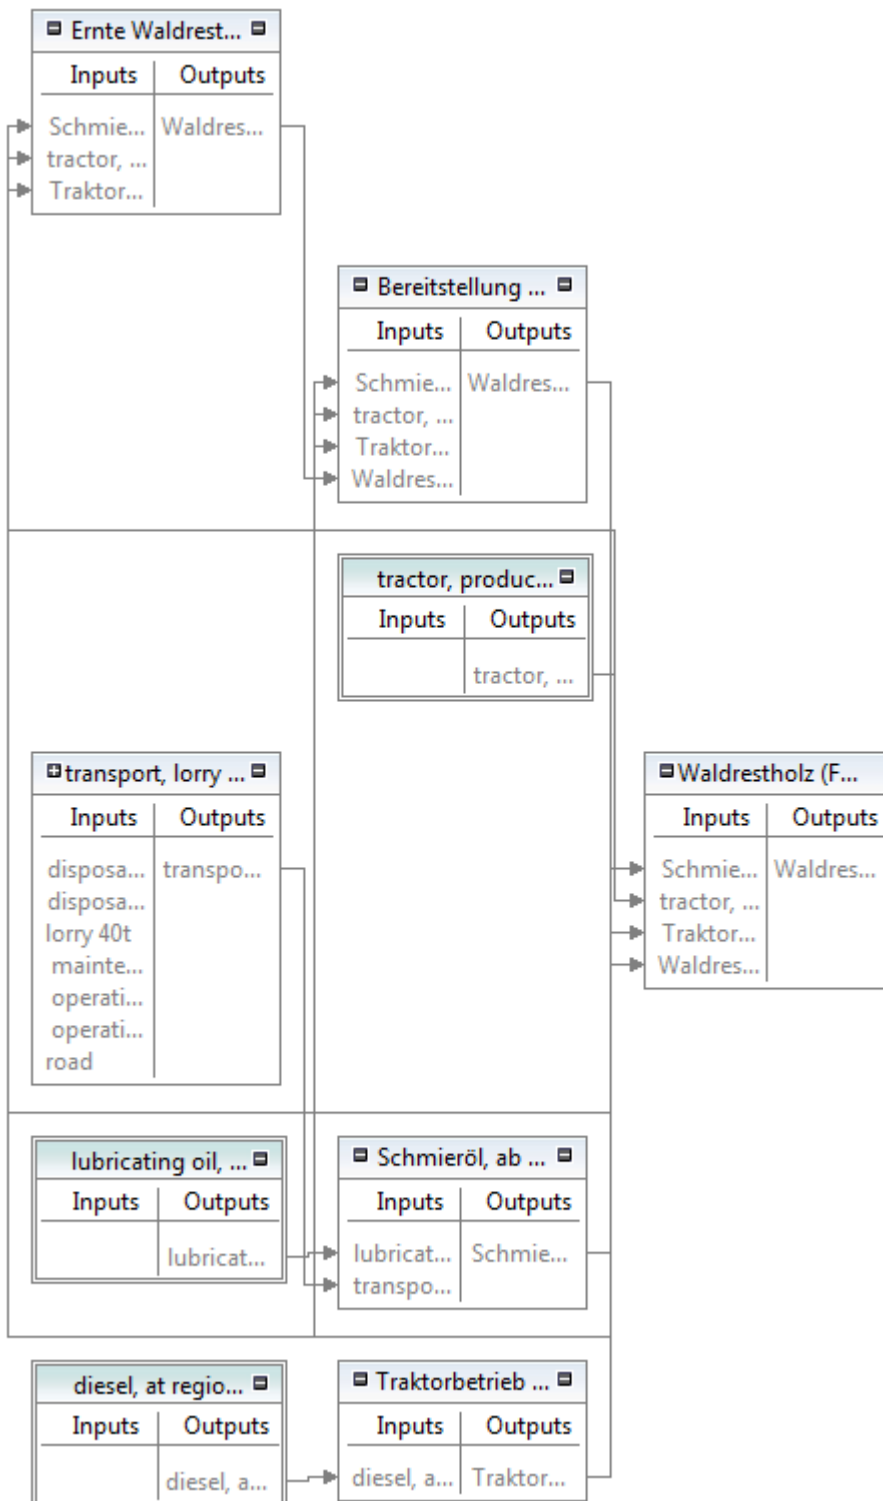 Ernte Waldrest...
Inputs Outputs
Schmie... Waldres...
tractor, ...
Traktor...
Bereitstellung ...
Inputs Outputs
Schmie... Waldres...
tractor, ...
Traktor...
Waldres...
tractor, produc...
Inputs Outputs
tractor, ...
transport, lorry ...
Inputs Outputs
disposa... transpo...
disposa...
lorry 40t
mainte...
operati...
operati...
road
Waldrestholz (F...
Inputs Outputs
Schmie... Waldres...
tractor, ...
Traktor...
Waldres...
lubricating oil, ...
Inputs Outputs
lubricat...
Schmieröl, ab ...
Inputs Outputs
lubricat... Schmie...
transpo...
diesel, at regio...
Inputs Outputs
diesel, a...
Traktorbetrieb ...
Inputs Outputs
diesel, a... Traktor...